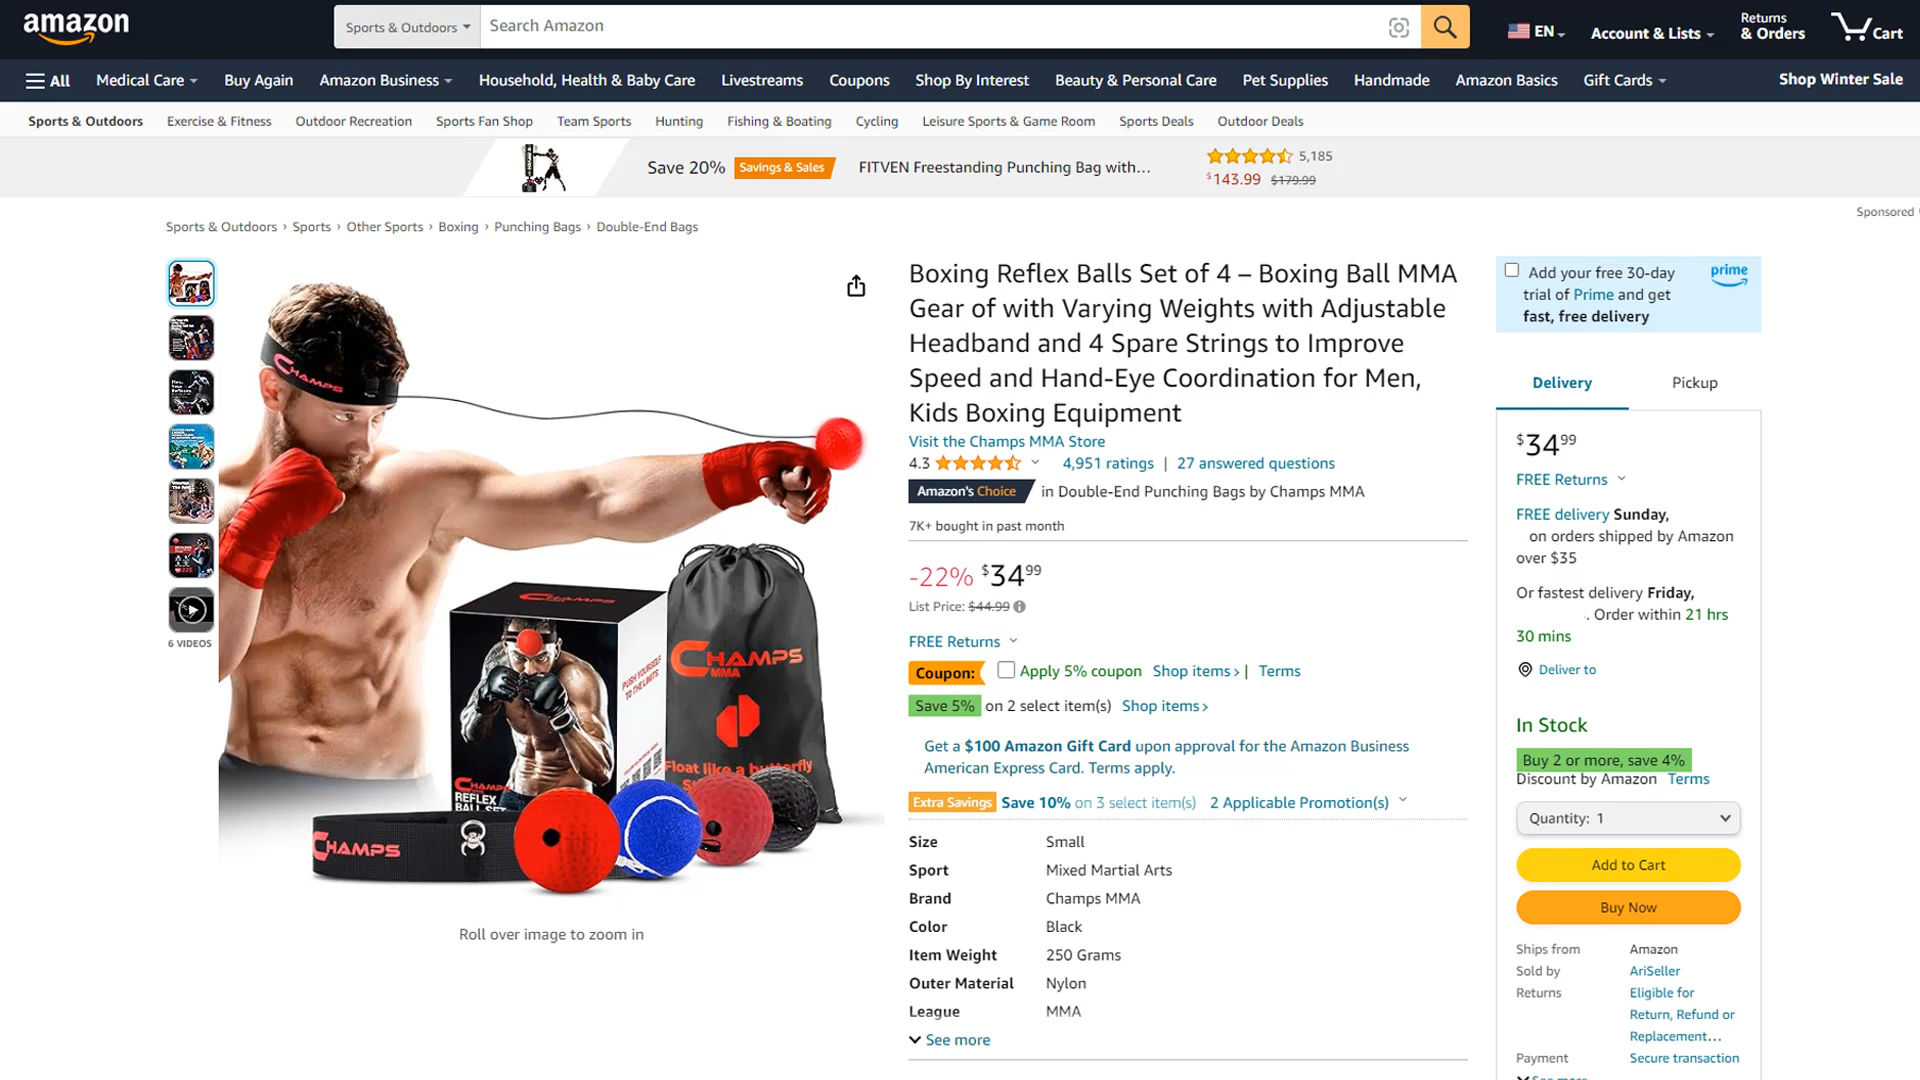 amazon
Sports & Outdoors
Search Amazon
EN
Account & Lists
Returns
& Orders
Cart
All
Medical Care
Buy Again
Amazon Business
Household, Health & Baby Care
Livestreams
Coupons
Shop By Interest
Beauty & Personal Care
Pet Supplies
Handmade
Amazon Basics
Gift Cards
Shop Winter Sale
Sports & Outdoors
Exercise & Fitness
Outdoor Recreation
Sports Fan Shop
Team Sports
Hunting
Fishing & Boating
Cycling
Leisure Sports & Game Room
Sports Deals
Outdoor Deals
Save 20%
Savings & Sales
FITVEN Freestanding Punching Bag with...
5,185
$143.99 $179.99
Sponsored
Sports & Outdoors › Sports › Other Sports › Boxing › Punching Bags › Double-End Bags
6 VIDEOS
CHAMPS
CHAMPS
PUSH YOURSELF
TO THE LIMITS
CHAMPS
MMA
Float like a butterfly
CHAMPS
REFLEX
BALL SET
CHAMPS
Roll over image to zoom in
Boxing Reflex Balls Set of 4 – Boxing Ball MMA
Gear of with Varying Weights with Adjustable
Headband and 4 Spare Strings to Improve
Speed and Hand-Eye Coordination for Men,
Kids Boxing Equipment
Visit the Champs MMA Store
4.3
4,951 ratings | 27 answered questions
Amazon's Choice in Double-End Punching Bags by Champs MMA
7K+ bought in past month
-22% $34 99
List Price: $44.99
FREE Returns
Coupon: Apply 5% coupon Shop items › | Terms
Save 5% on 2 select item(s) Shop items ›
Get a $100 Amazon Gift Card upon approval for the Amazon Business
American Express Card. Terms apply.
Extra Savings Save 10% on 3 select item(s) 2 Applicable Promotion(s)
Size Small
Sport Mixed Martial Arts
Brand Champs MMA
Color Black
Item Weight 250 Grams
Outer Material Nylon
League MMA
See more
Add your free 30-day
trial of Prime and get
fast, free delivery
prime
Delivery
Pickup
$34 99
FREE Returns
FREE delivery Sunday,
on orders shipped by Amazon
over $35
Or fastest delivery Friday,
. Order within 21 hrs
30 mins
Deliver to
In Stock
Buy 2 or more, save 4%
Discount by Amazon Terms
Quantity: 1
Add to Cart
Buy Now
Ships from Amazon
Sold by AriSeller
Returns Eligible for
Return, Refund or
Replacement...
Payment Secure transaction
See more